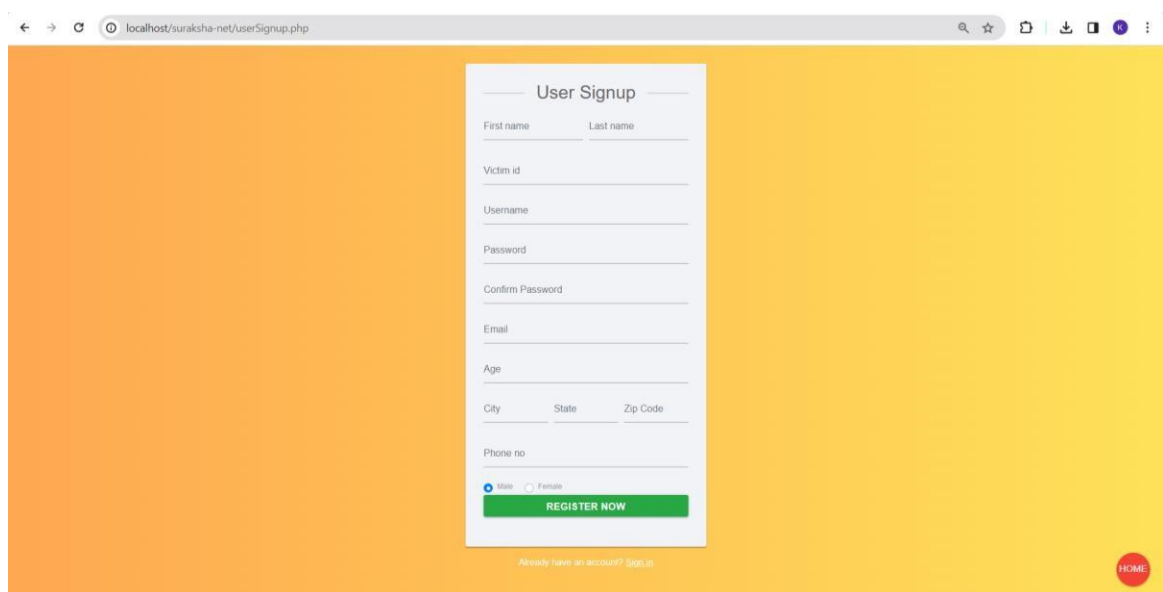 localhost/suraksha-net/userSignup.php
K
User Signup
First name Last name
Victim id
Username
Password
Confirm Password
Email
Age
City State Zip Code
Phone no
Male Female
REGISTER NOW
Already have an account? Sign in
HOME